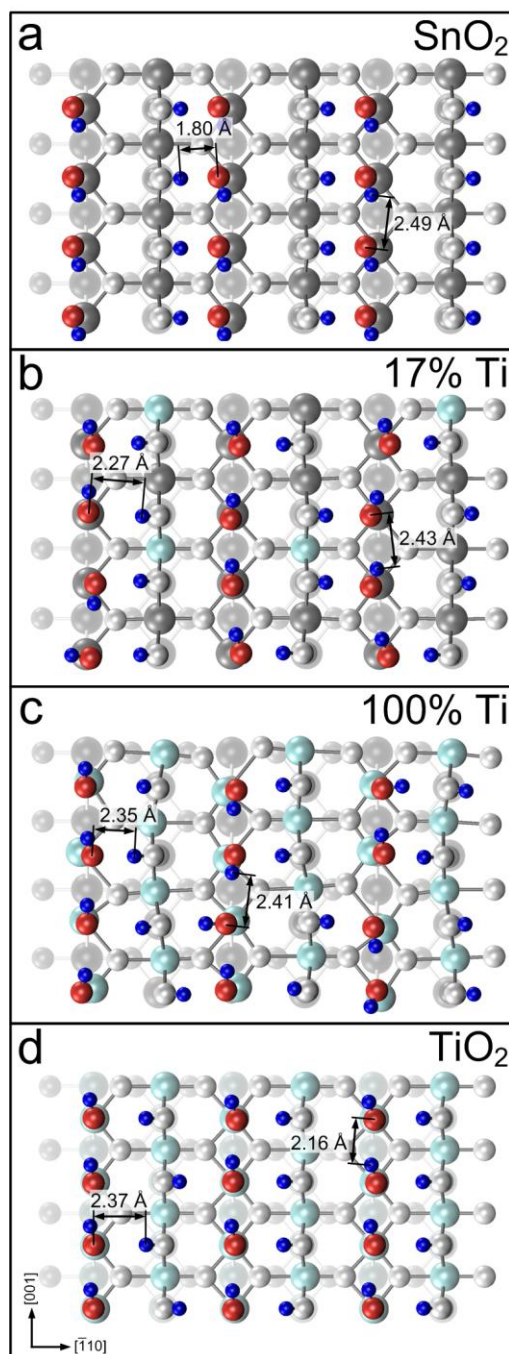 a SnO₂
1.80 Å
2.49 Å
b 17% Ti
2.27 Å
2.43 Å
c 100% Ti
2.35 Å
2.41 Å
d TiO₂
2.16 Å
2.37 Å
[001]
[1̄10]